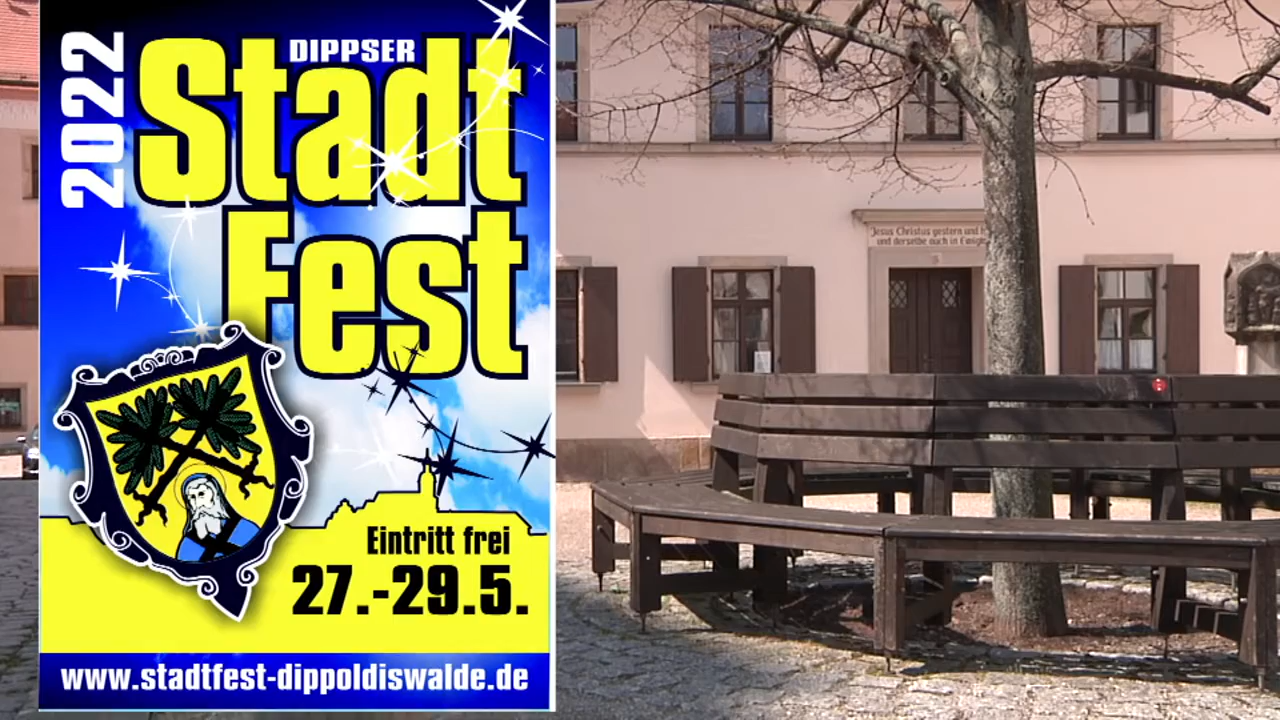 2022
DIPPSER
Stadt
Fest
Eintritt frei
27.-29.5.
www.stadtfest-dippoldiswalde.de
Jesus Christus gestern und
und derselbe auch in